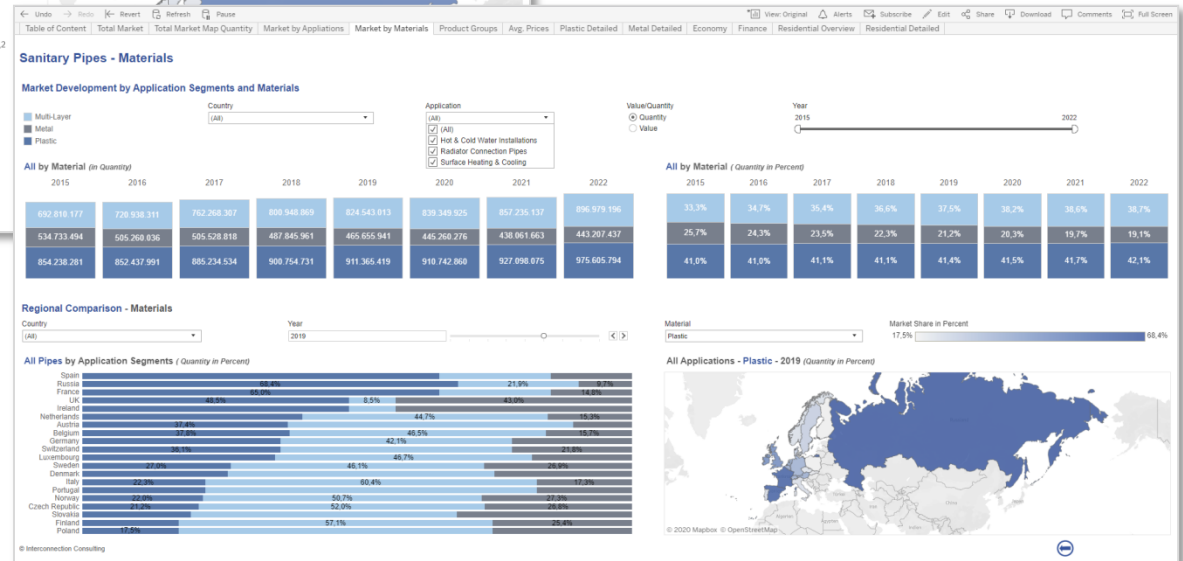 Undo Redo Revert Refresh Pause View: Original Alerts Subscribe Edit Share Download Comments Full Screen
Table of Content Total Market Total Market Map Quantity Market by Appliations Market by Materials Product Groups Avg. Prices Plastic Detailed Metal Detailed Economy Finance Residential Overview Residential Detailed
,2
Sanitary Pipes - Materials
Market Development by Application Segments and Materials
Country Application Value/Quantity Year
Multi-Layer (All) (All) Quantity 2015 2022
Metal (All) Value
Plastic Hot & Cold Water Installations
Radiator Connection Pipes
Surface Heating & Cooling
All by Material (in Quantity) All by Material ( Quantity in Percent)
2015 2016 2017 2018 2019 2020 2021 2022 2015 2016 2017 2018 2019 2020 2021 2022
692.810.177 720.930.311 762.268.307 800.948.069 824.543.013 839.349.925 857.235.137 896.979.196 33,3% 34,7% 35,4% 36,6% 37,5% 38,2% 38,6% 38,7%
534.733.494 505.260.036 505.528.818 487.845.961 465.655.941 445.260.276 438.061.663 443.207.437 25,7% 24,3% 23,5% 22,3% 21,2% 20,3% 19,7% 19,1%
854.238.281 852.437.991 885.234.534 900.754.731 911.365.419 910.742.860 927.098.075 975.605.794 41,0% 41,0% 41,1% 41,1% 41,4% 41,5% 41,7% 42,1%
Regional Comparison - Materials
Country Year Material Market Share in Percent
(All) 2019 Plastic 17,5% 68,4%
All Pipes by Application Segments ( Quantity in Percent) All Applications - Plastic - 2019 (Quantity in Percent)
Spain
Russia 68,4% 21,9% 9,7%
France 65,0% 14,8%
UK 48,5% 8,5% 43,0%
Ireland
Netherlands 44,7% 15,3%
Austria 37,4%
Belgium 37,8% 46,5% 15,7%
Germany 42,1%
Switzerland 36,1% 21,8%
Luxembourg 46,7%
Sweden 27,0% 46,1% 26,9%
Denmark
Italy 22,3% 60,4% 17,3%
Portugal
Norway 22,0% 50,7% 27,3%
Czech Republic 21,2% 52,0% 26,8%
Slovakia
Finland 57,1% 25,4%
Poland 17,5%
© 2020 Mapbox © OpenStreetMap
© Interconnection Consulting